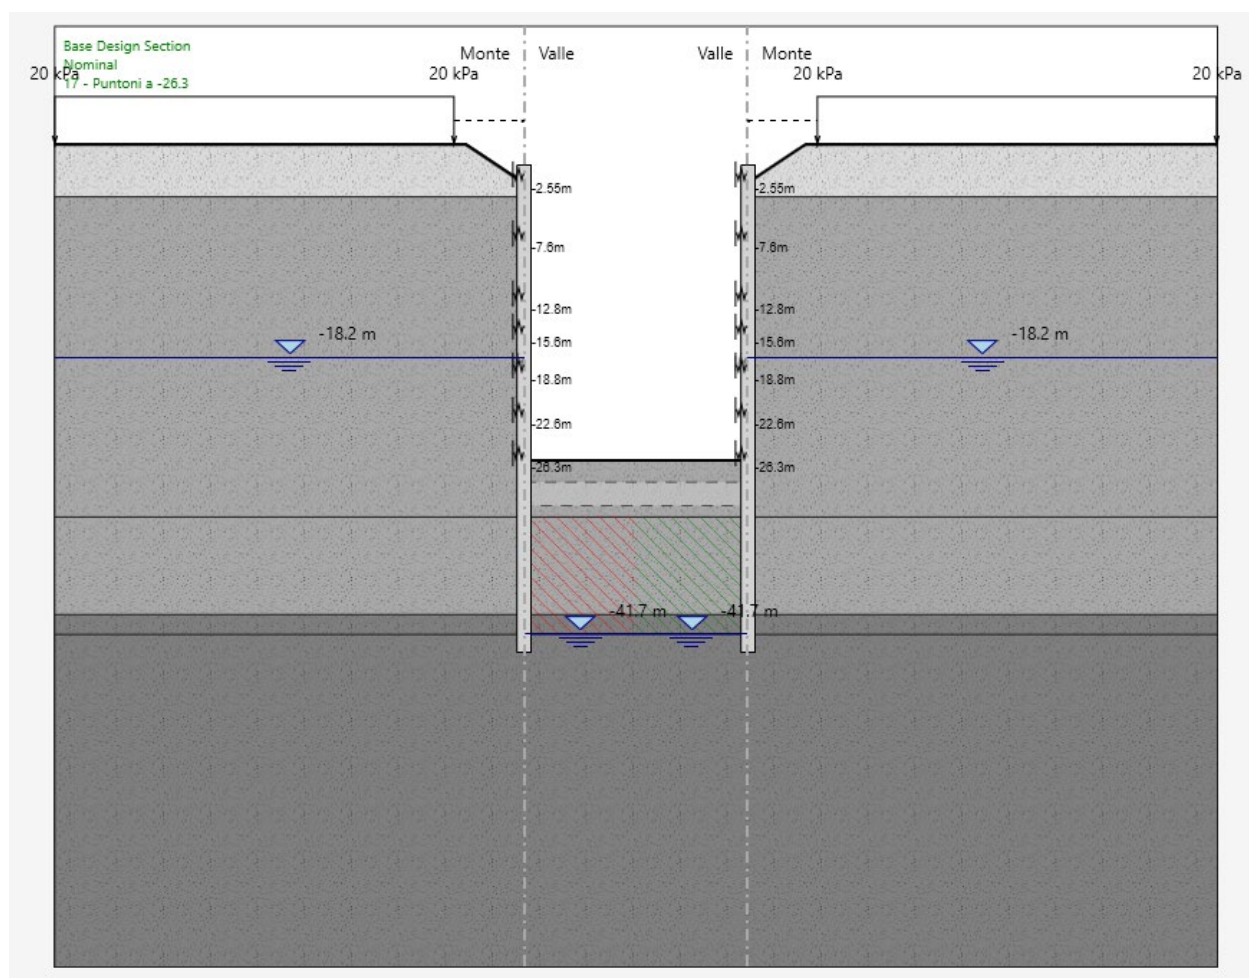 Base Design Section
Nominal
17 - Puntoni a -26.3
20 kPa
20 kPa
Monte
Valle
Valle
Monte
20 kPa
20 kPa
-2.55m
-2.55m
-7.6m
-7.6m
-12.8m
-12.8m
-18.2 m
-15.6m
-15.6m
-18.2 m
-18.8m
-18.8m
-22.6m
-22.6m
-26.3m
-26.3m
-41.7 m
-41.7 m